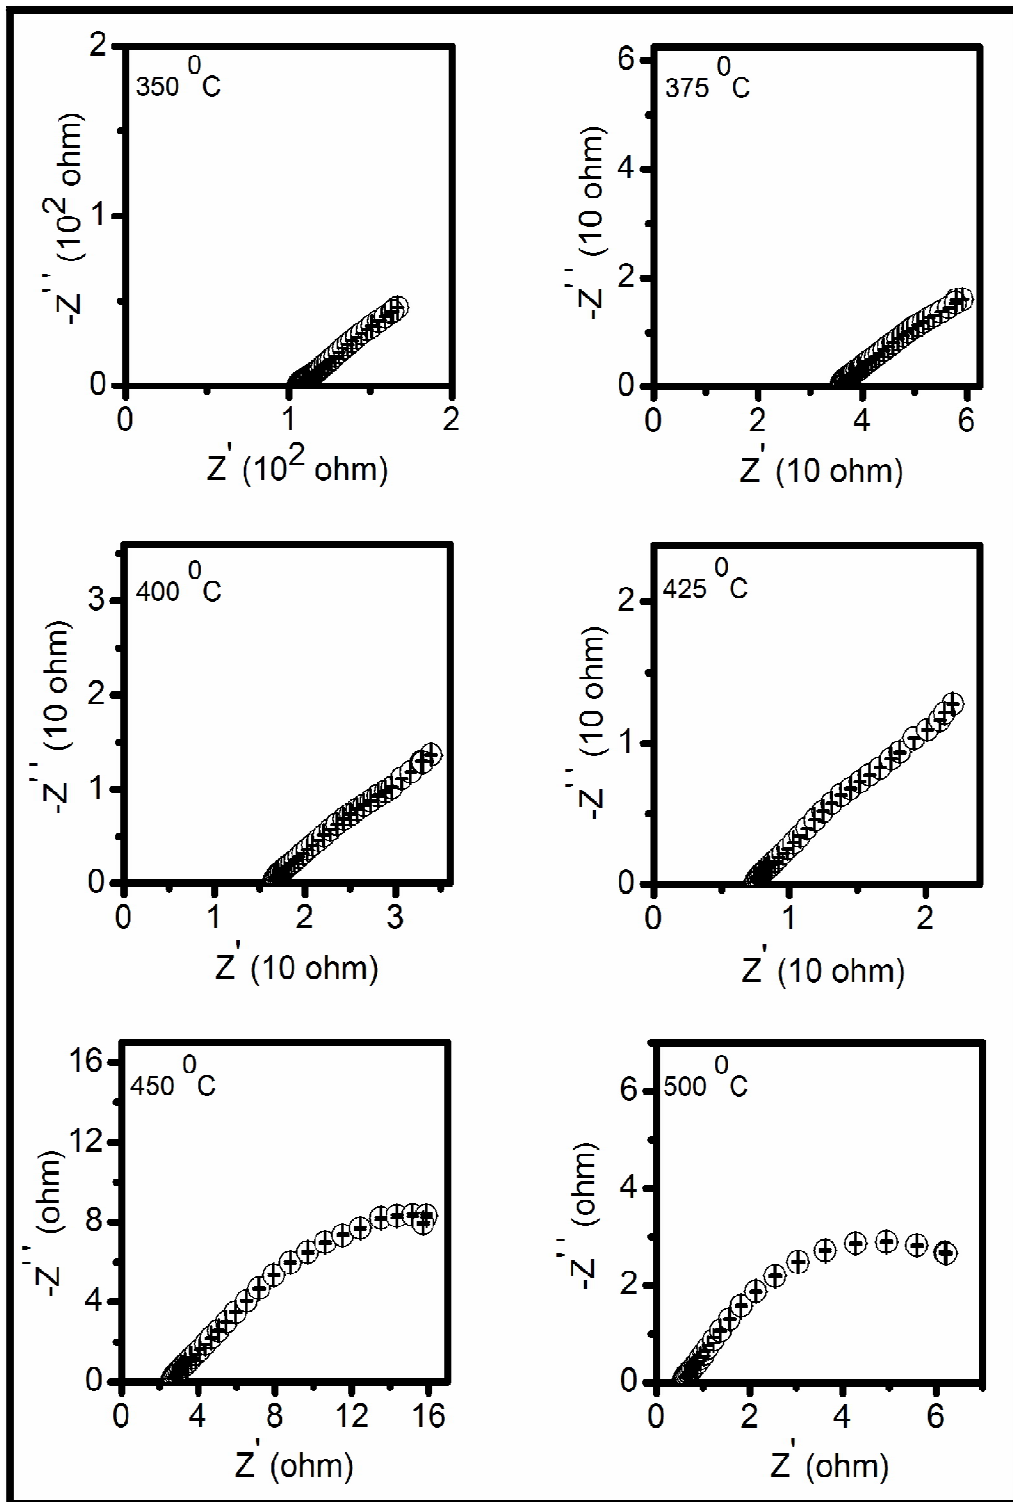 350 ⁰C
2
1
0
-Z'' (10² ohm)
0 1 2
Z' (10² ohm)
375 ⁰C
6
4
2
0
-Z'' (10 ohm)
0 2 4 6
Z' (10 ohm)
400 ⁰C
3
2
1
0
-Z'' (10 ohm)
0 1 2 3
Z' (10 ohm)
425 ⁰C
2
1
0
-Z'' (10 ohm)
0 1 2
Z' (10 ohm)
450 ⁰C
16
12
8
4
0
-Z'' (ohm)
0 4 8 12 16
Z' (ohm)
500 ⁰C
6
4
2
0
-Z'' (ohm)
0 2 4 6
Z' (ohm)